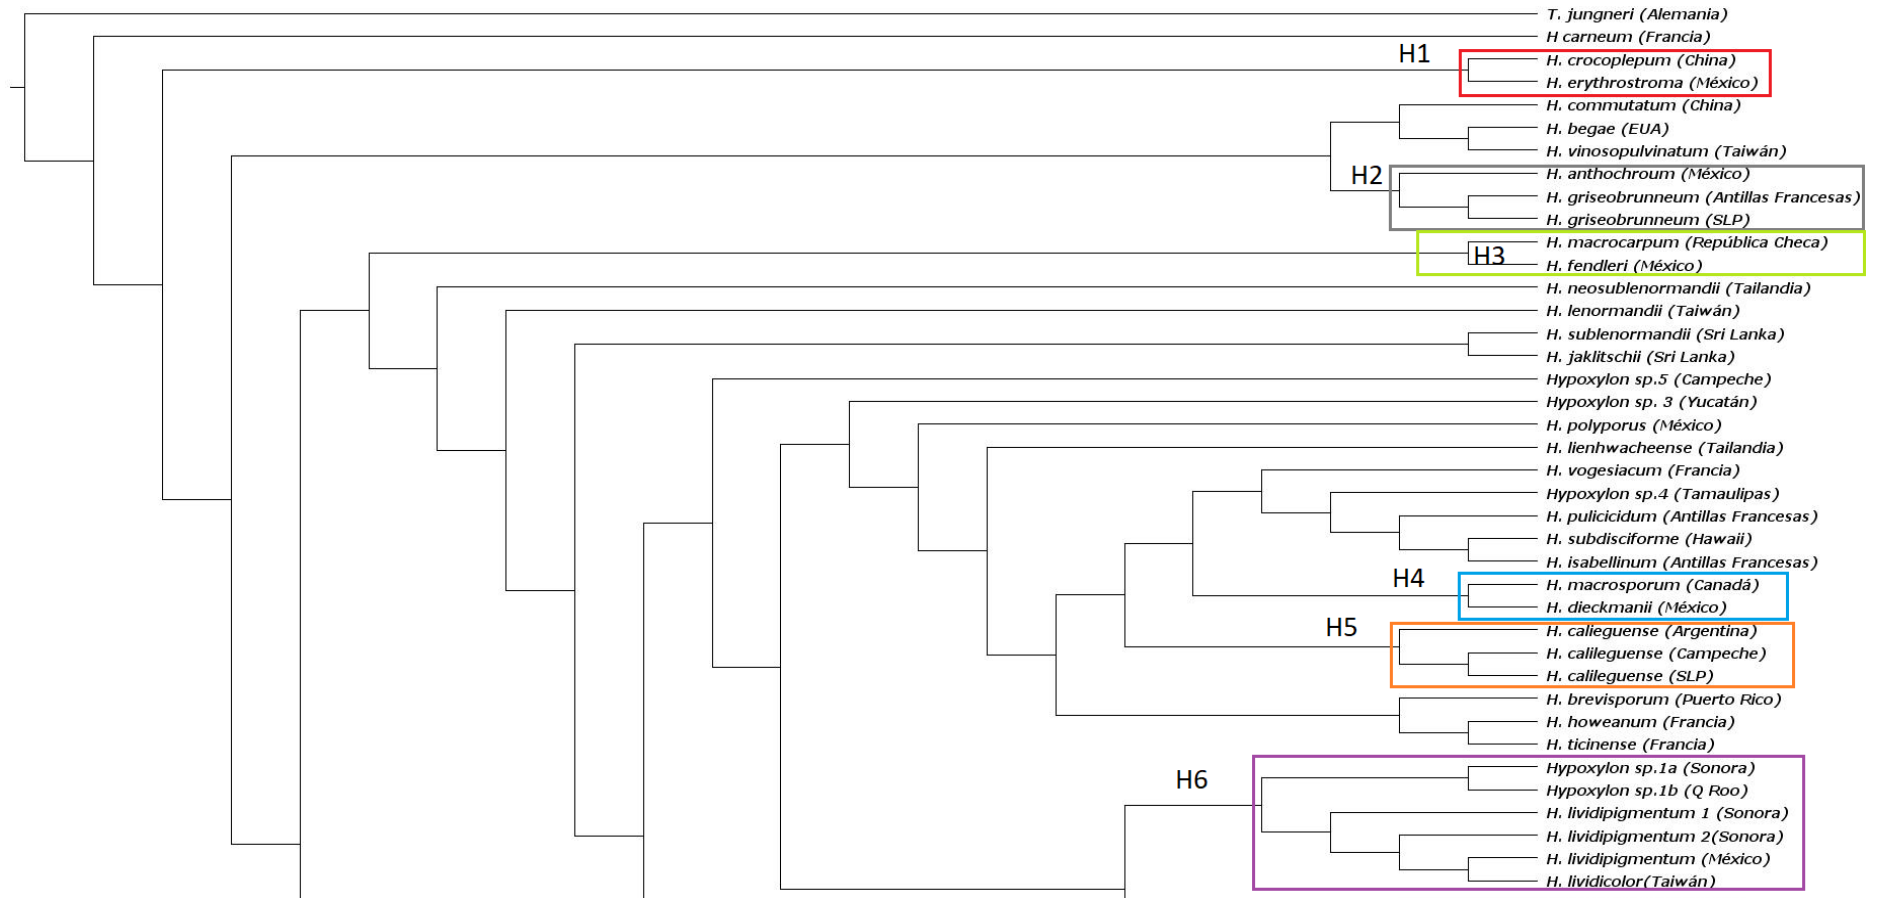 T. jungneri (Alemania)
H carneum (Francia)
H1
H. crocoplepum (China)
H. erythrostroma (México)
H. commutatum (China)
H. begae (EUA)
H. vinosopulvinatum (Taiwán)
H2
H. anthochroum (México)
H. griseobrunneum (Antillas Francesas)
H. griseobrunneum (SLP)
H. macrocarpum (República Checa)
H3
H. fendleri (México)
H. neosublenormandii (Tailandia)
H. lenormandii (Taiwán)
H. sublenormandii (Sri Lanka)
H. jaklitschii (Sri Lanka)
Hypoxylon sp.5 (Campeche)
Hypoxylon sp. 3 (Yucatán)
H. polyporus (México)
H. lienhwacheense (Tailandia)
H. vogesiacum (Francia)
Hypoxylon sp.4 (Tamaulipas)
H. pulicicidum (Antillas Francesas)
H. subdisciforme (Hawaii)
H. isabellinum (Antillas Francesas)
H4
H. macrosporum (Canadá)
H. dieckmanii (México)
H5
H. calieguense (Argentina)
H. calileguense (Campeche)
H. calileguense (SLP)
H. brevisporum (Puerto Rico)
H. howeanum (Francia)
H. ticinense (Francia)
H6
Hypoxylon sp.1a (Sonora)
Hypoxylon sp.1b (Q Roo)
H. lividipigmentum 1 (Sonora)
H. lividipigmentum 2(Sonora)
H. lividipigmentum (México)
H. lividicolor(Taiwán)